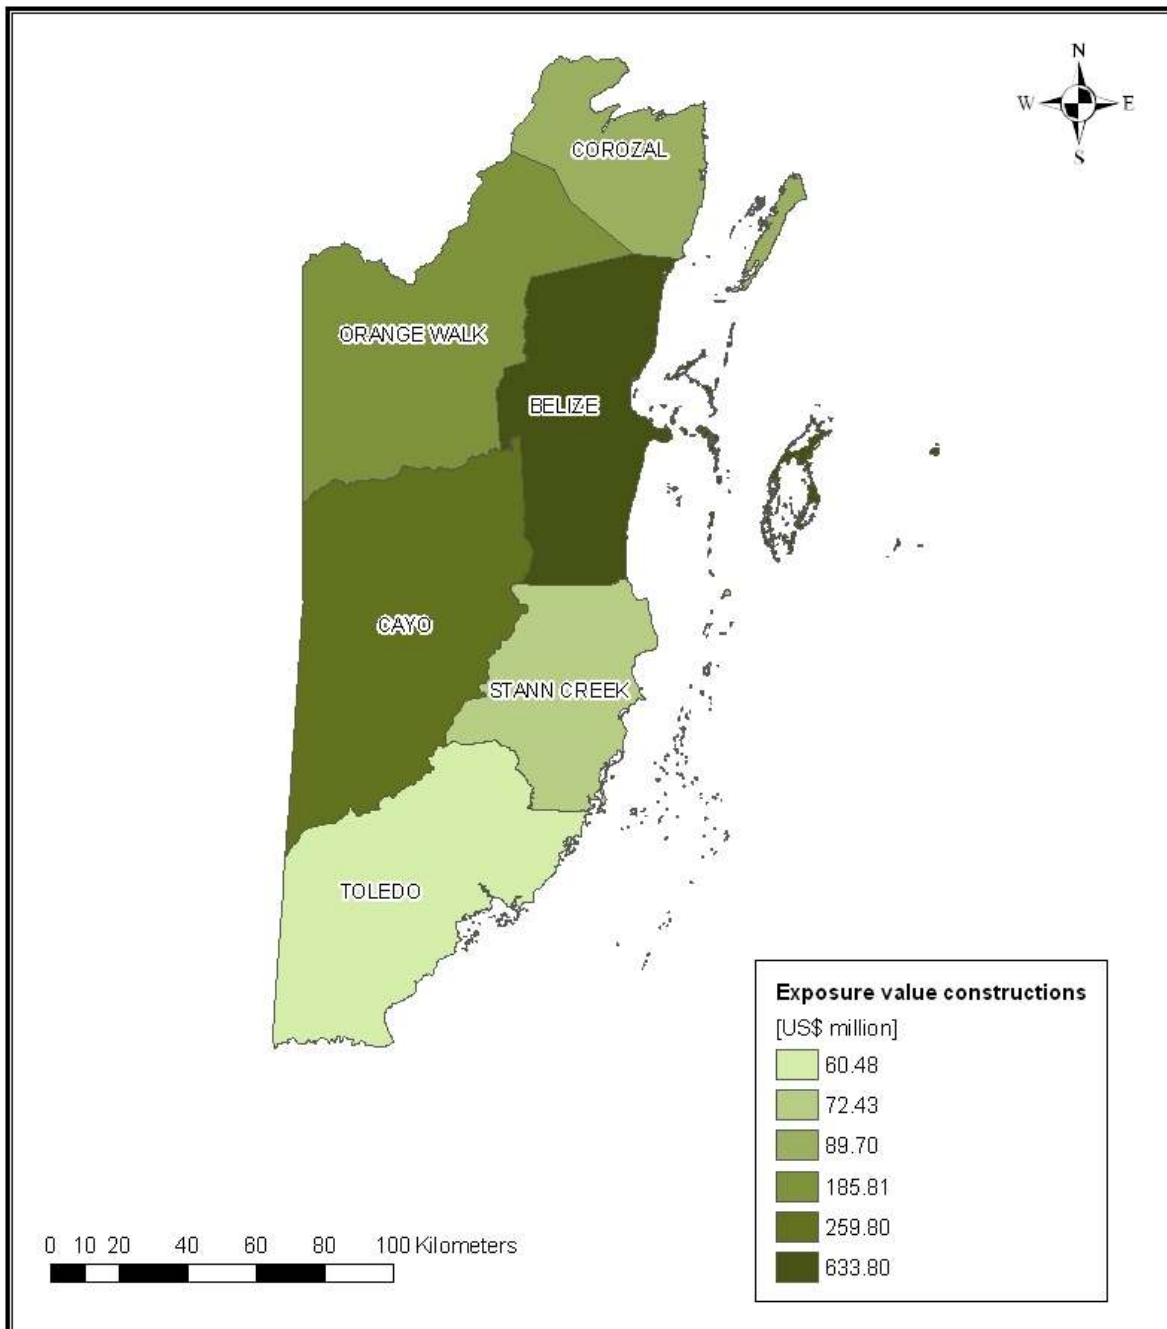 N
W E
S
COROZAL
ORANGE WALK
BELIZE
CAYO
STANN CREEK
TOLEDO
Exposure value constructions
[US$ million]
60.48
72.43
89.70
185.81
259.80
633.80
0 10 20 40 60 80 100 Kilometers